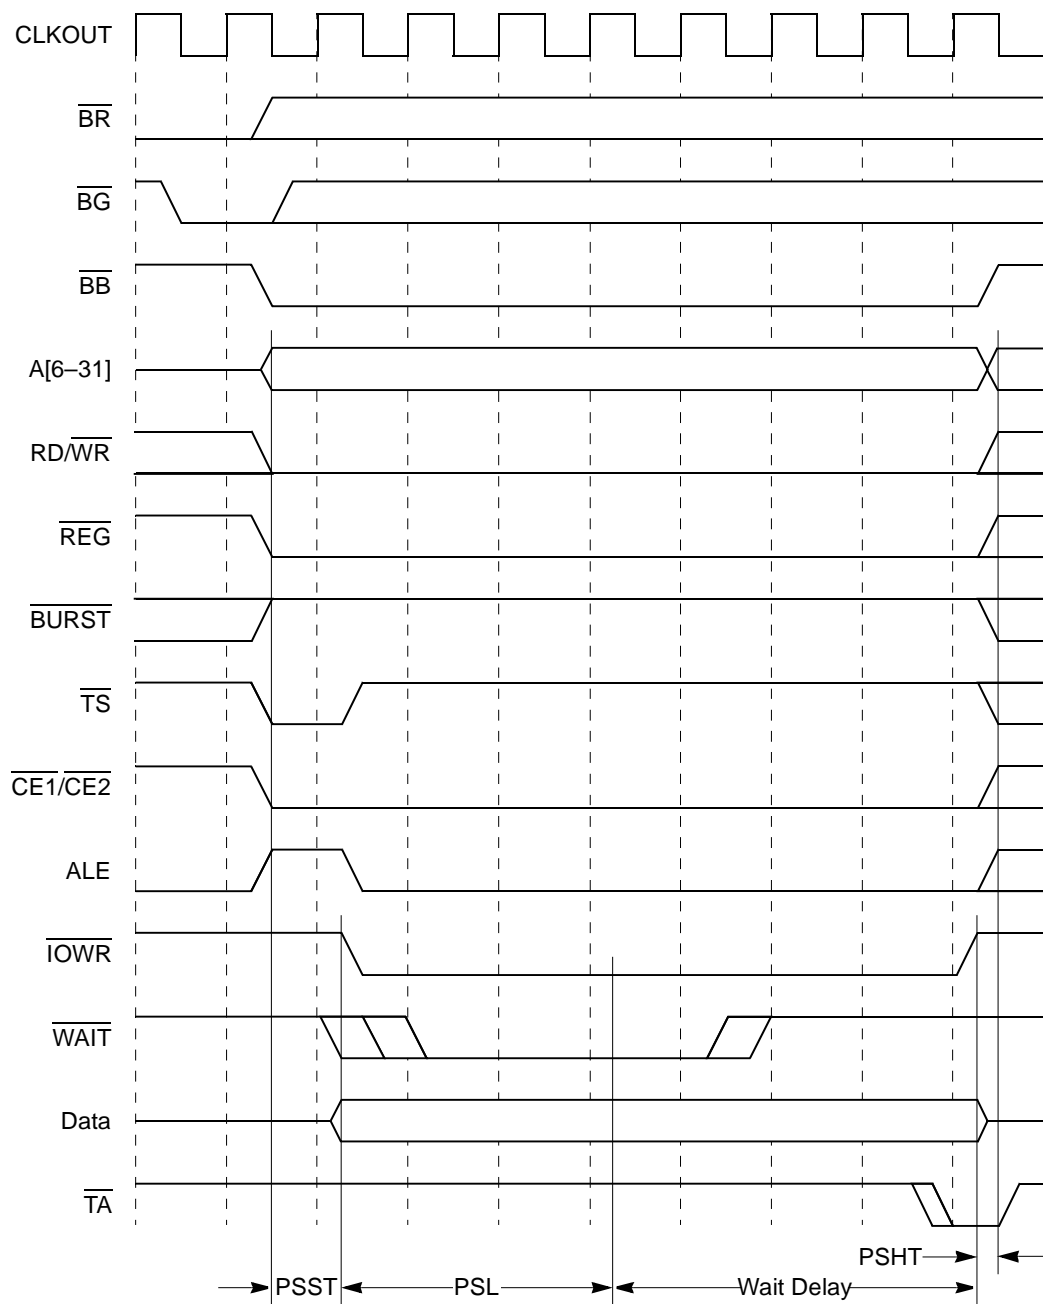 CLKOUT
BR
BG
BB
A[6–31]
RD/WR
REG
BURST
TS
CE1/CE2
ALE
IOWR
WAIT
Data
TA
PSHT
PSST
PSL
Wait Delay